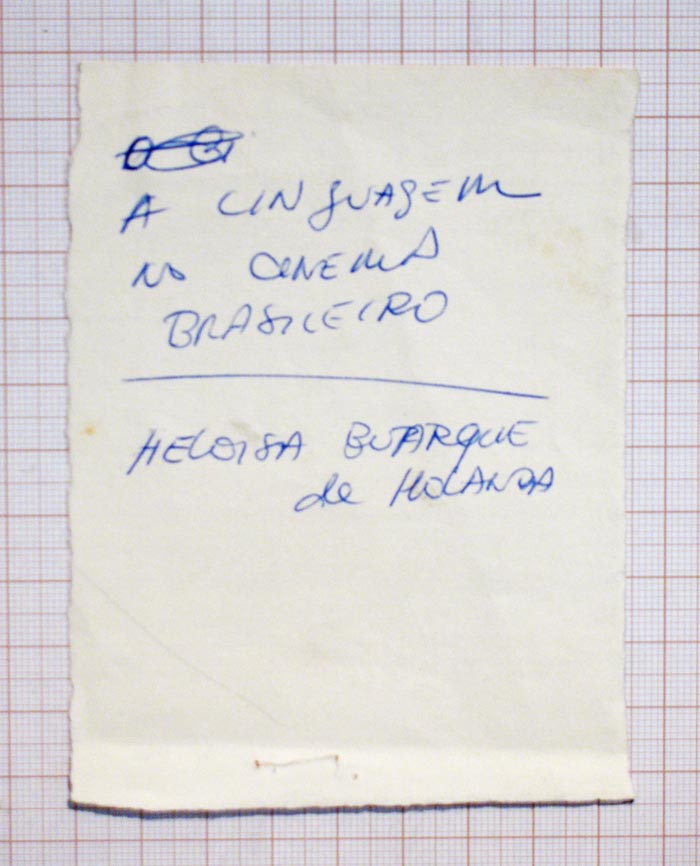 A LINGUAGEM
NO CINEMA
BRASILEIRO
HELOISA BUARQUE
de HOLANDA